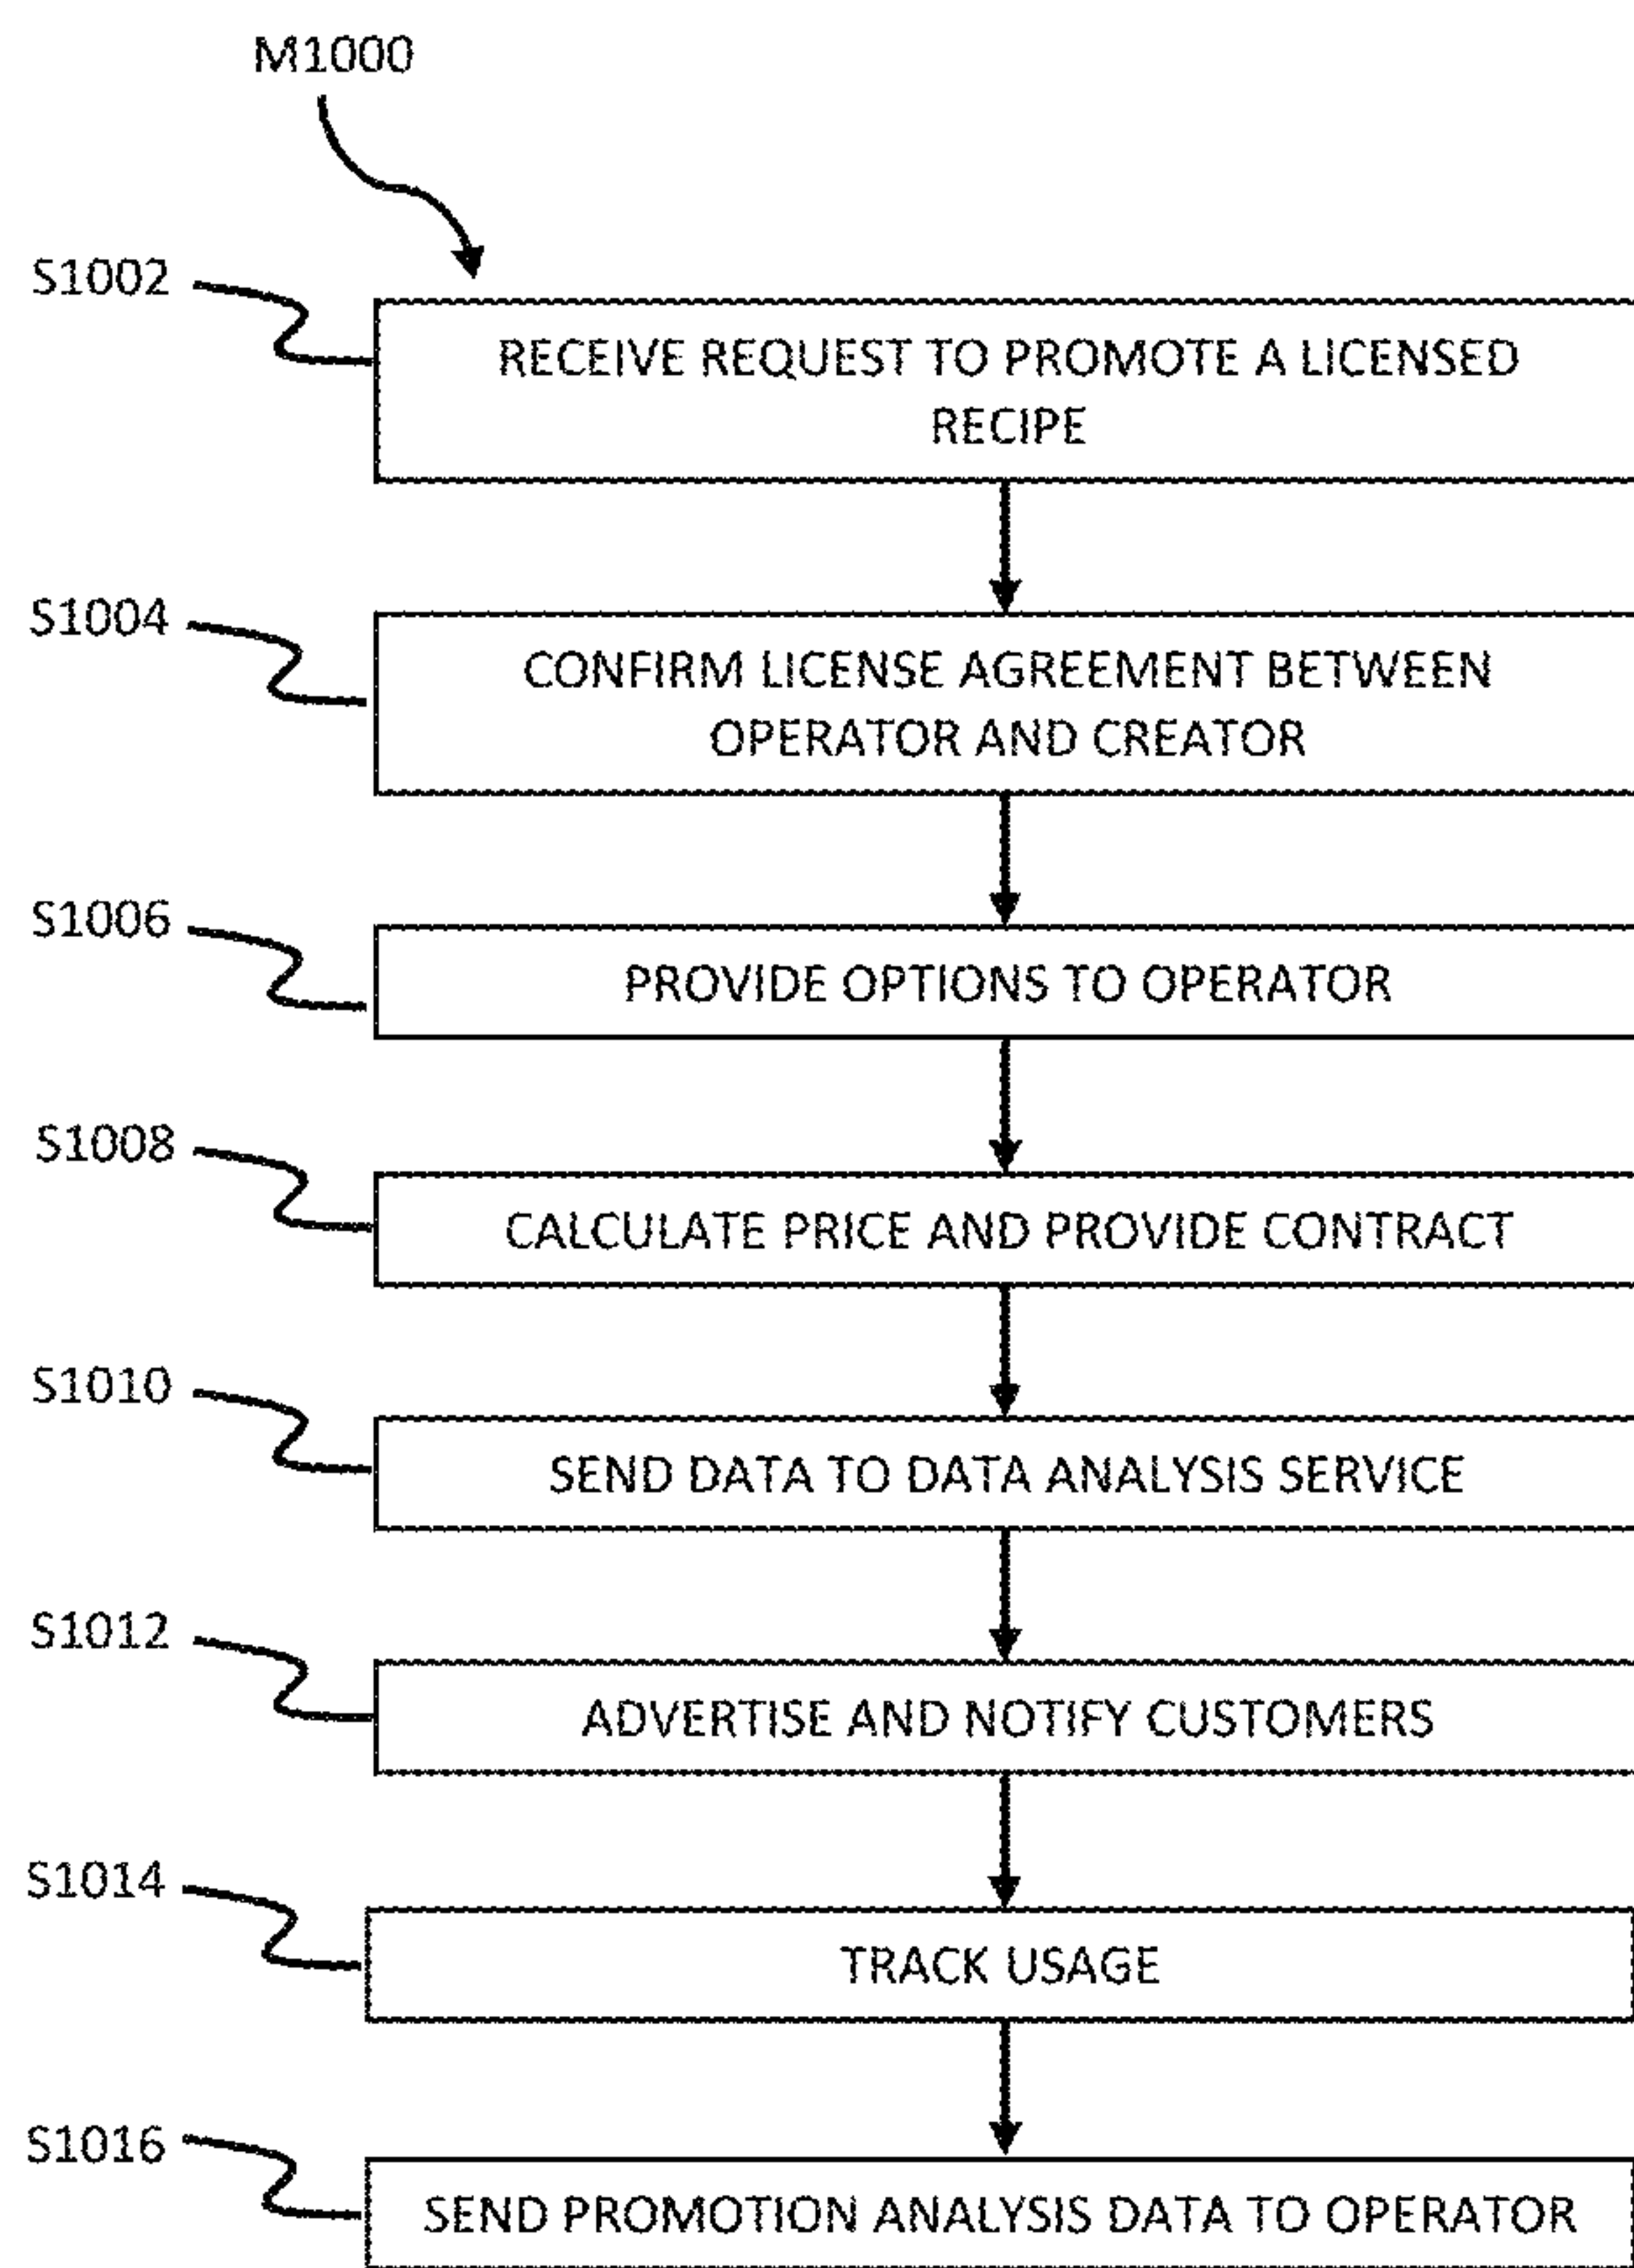 M1000
S1002
RECEIVE REQUEST TO PROMOTE A LICENSED
RECIPE
S1004
CONFIRM LICENSE AGREEMENT BETWEEN
OPERATOR AND CREATOR
S1006
PROVIDE OPTIONS TO OPERATOR
S1008
CALCULATE PRICE AND PROVIDE CONTRACT
S1010
SEND DATA TO DATA ANALYSIS SERVICE
S1012
ADVERTISE AND NOTIFY CUSTOMERS
S1014
TRACK USAGE
S1016
SEND PROMOTION ANALYSIS DATA TO OPERATOR